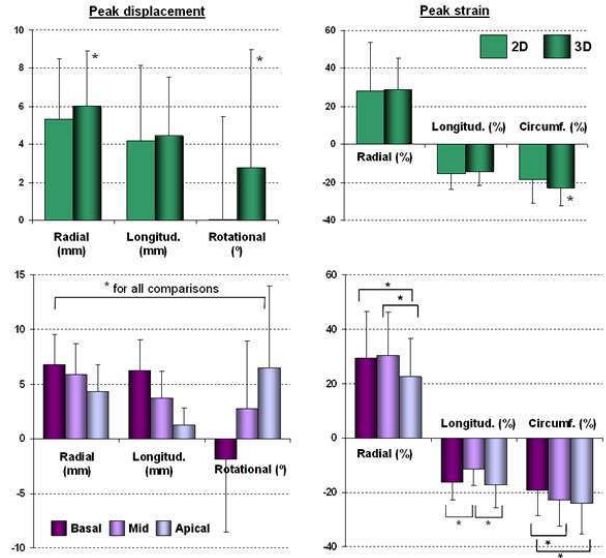 Peak displacement
10
8
6
4
2
0
*
*
Radial
(mm)
Longitud.
(mm)
Rotational
(º)
Peak strain
60
40
20
0
-20
-40
2D
3D
Longitud. (%)
Circumf. (%)
Radial (%)
*
15
10
5
0
-5
-10
* for all comparisons
Radial
(mm)
Longitud.
(mm)
Rotational (º)
Basal
Mid
Apical
60
40
20
0
-20
-40
*
*
Longitud. (%)
Circumf. (%)
Radial (%)
*
*
*
*